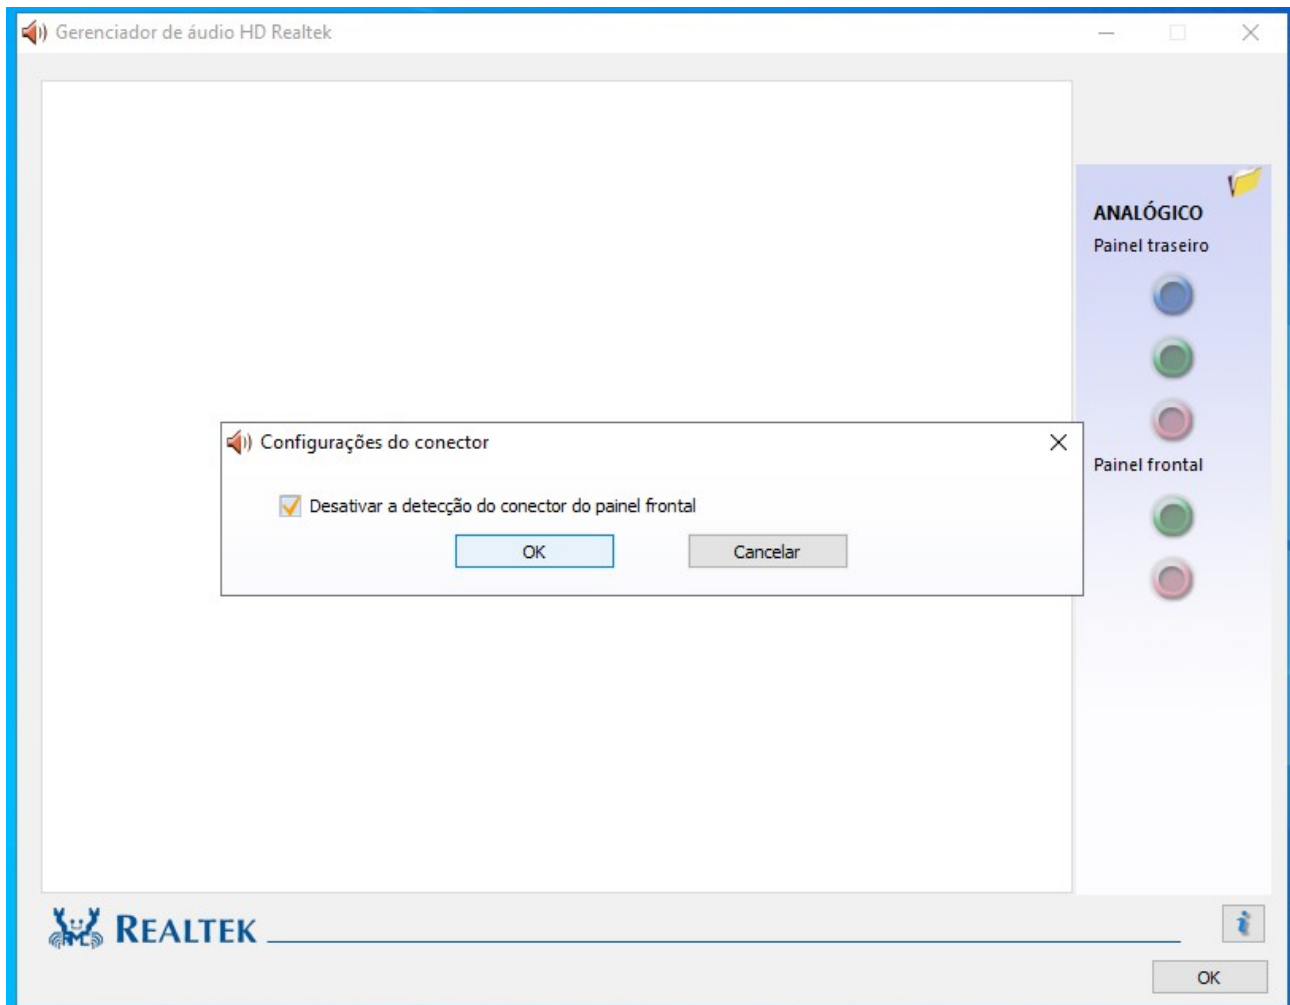 Gerenciador de áudio HD Realtek
ANALÓGICO
Painel traseiro
Configurações do conector
Desativar a detecção do conector do painel frontal
OK
Cancelar
Painel frontal
REALTEK
OK